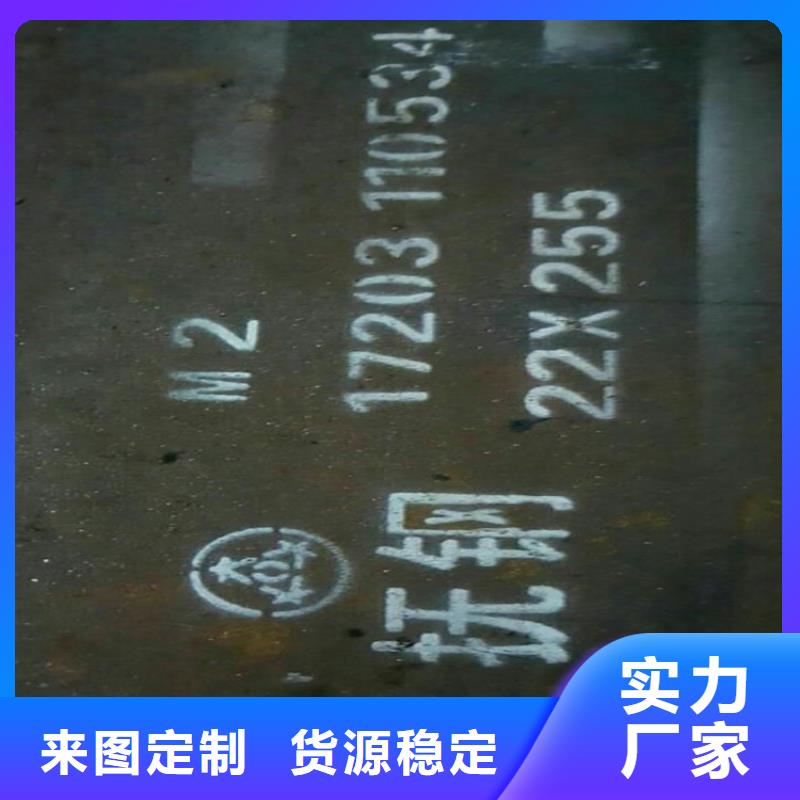 M2
17203 110534
22X255
抚钢
来图定制 货源稳定
实力
厂家